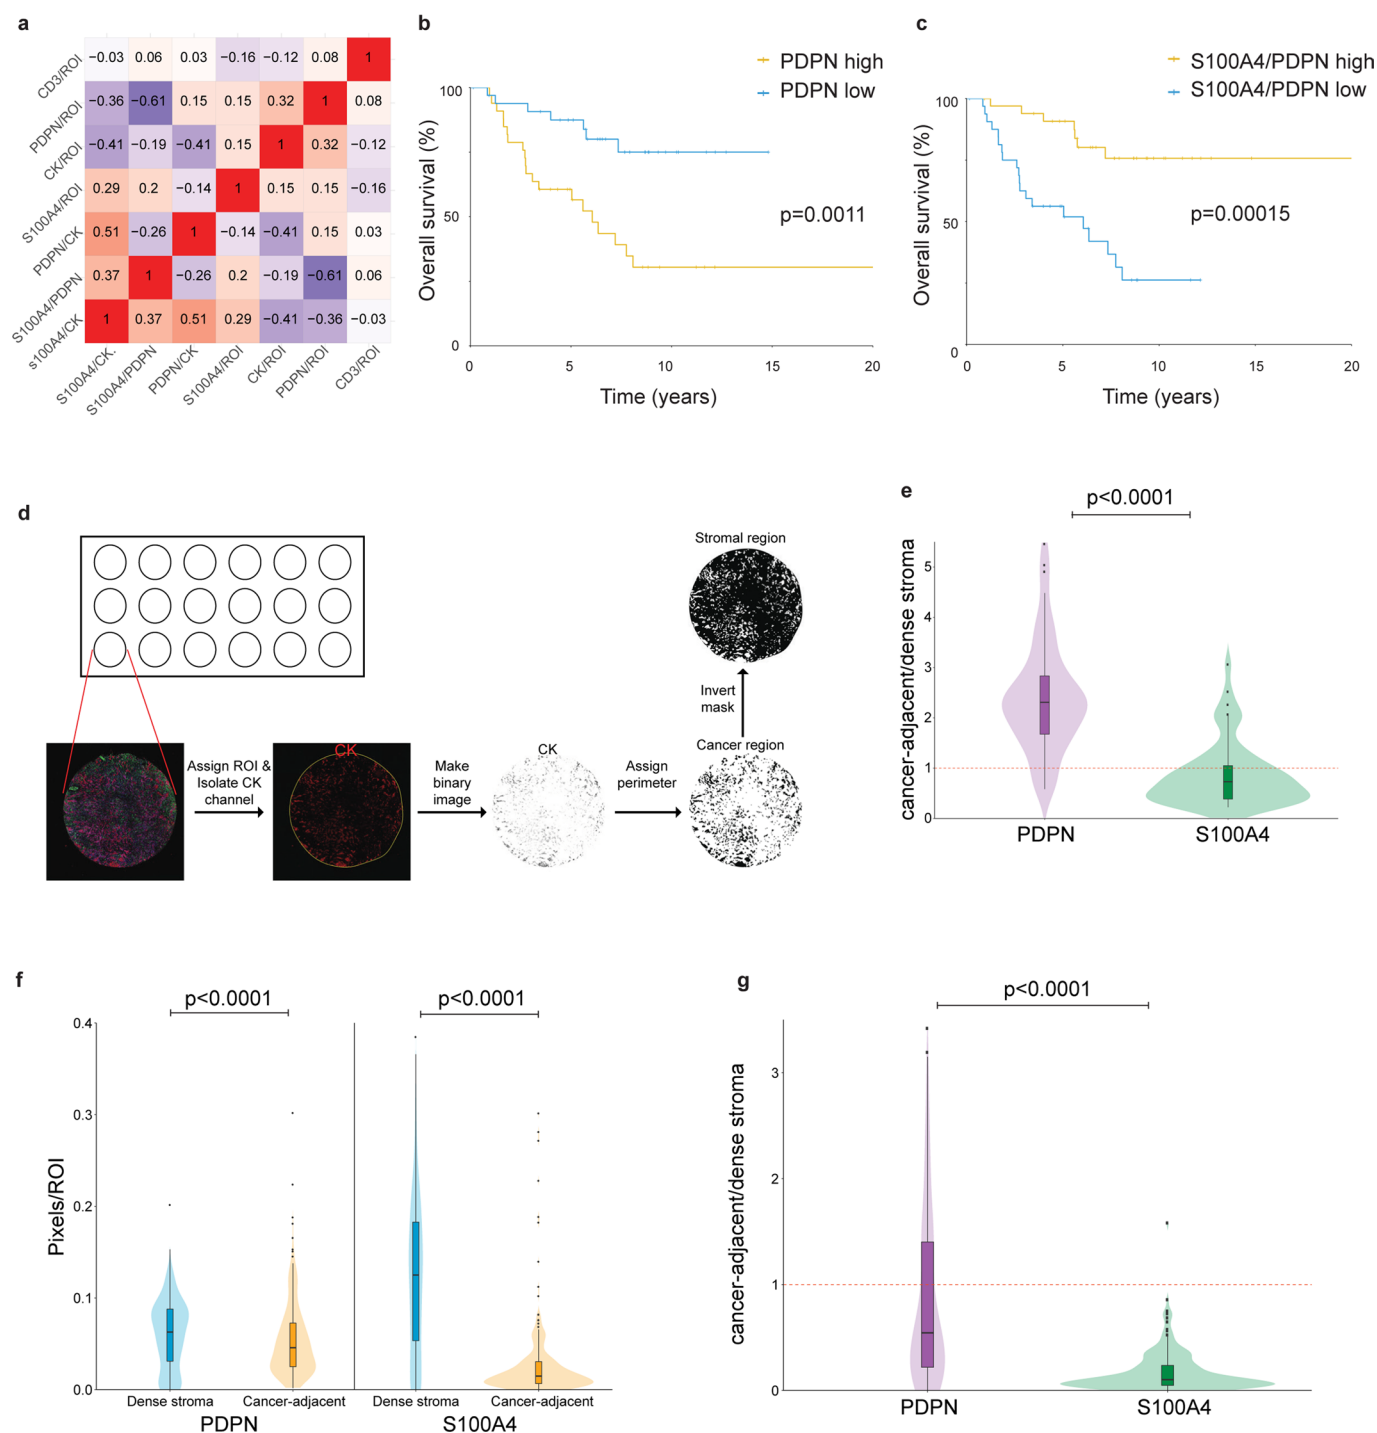 a
CD3/ROI −0.03 0.06 0.03 −0.16 −0.12 0.08 1
PDPN/ROI −0.36 −0.61 0.15 0.15 0.32 1 0.08
CK/ROI −0.41 −0.19 −0.41 0.15 1 0.32 −0.12
S100A4/ROI 0.29 0.2 −0.14 1 0.15 0.15 −0.16
PDPN/CK 0.51 −0.26 1 −0.14 −0.41 0.15 0.03
S100A4/PDPN 0.37 1 −0.26 0.2 −0.19 −0.61 0.06
s100A4/CK 1 0.37 0.51 0.29 −0.41 −0.36 −0.03
S100A4/CK. S100A4/PDPN PDPN/CK S100A4/ROI CK/ROI PDPN/ROI CD3/ROI
b
PDPN high
PDPN low
Overall survival (%)
100
50
0
p=0.0011
0 5 10 15 20
Time (years)
c
S100A4/PDPN high
S100A4/PDPN low
Overall survival (%)
100
50
0
p=0.00015
0 5 10 15 20
Time (years)
d
Assign ROI &
Isolate CK
channel
CK
Make
binary
image
CK
Assign
perimeter
Cancer region
Invert
mask
Stromal region
e
p<0.0001
cancer-adjacent/dense stroma
5
4
3
2
1
0
PDPN S100A4
f
p<0.0001 p<0.0001
Pixels/ROI
0.4
0.3
0.2
0.1
0.0
Dense stroma Cancer-adjacent Dense stroma Cancer-adjacent
PDPN S100A4
g
p<0.0001
cancer-adjacent/dense stroma
3
2
1
0
PDPN S100A4